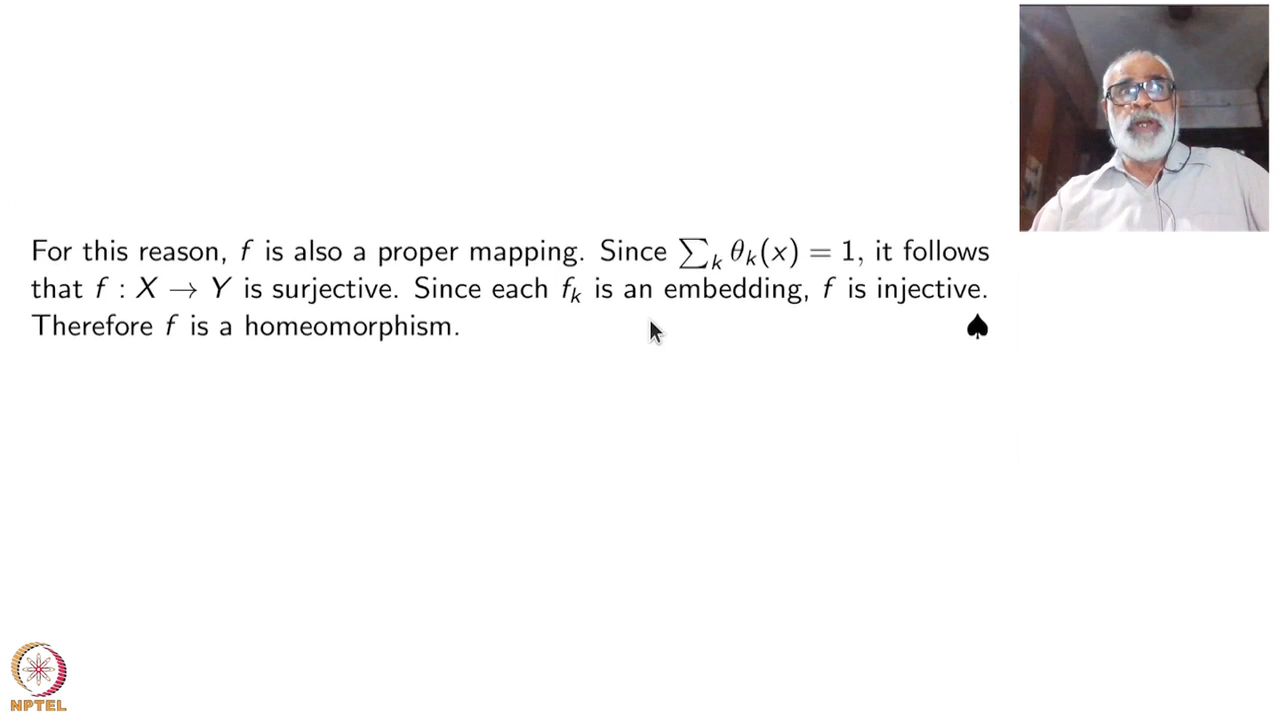 For this reason, f is also a proper mapping. Since ∑ₖ θₖ(x) = 1, it follows
that f : X → Y is surjective. Since each fₖ is an embedding, f is injective.
Therefore f is a homeomorphism. ♠
NPTEL